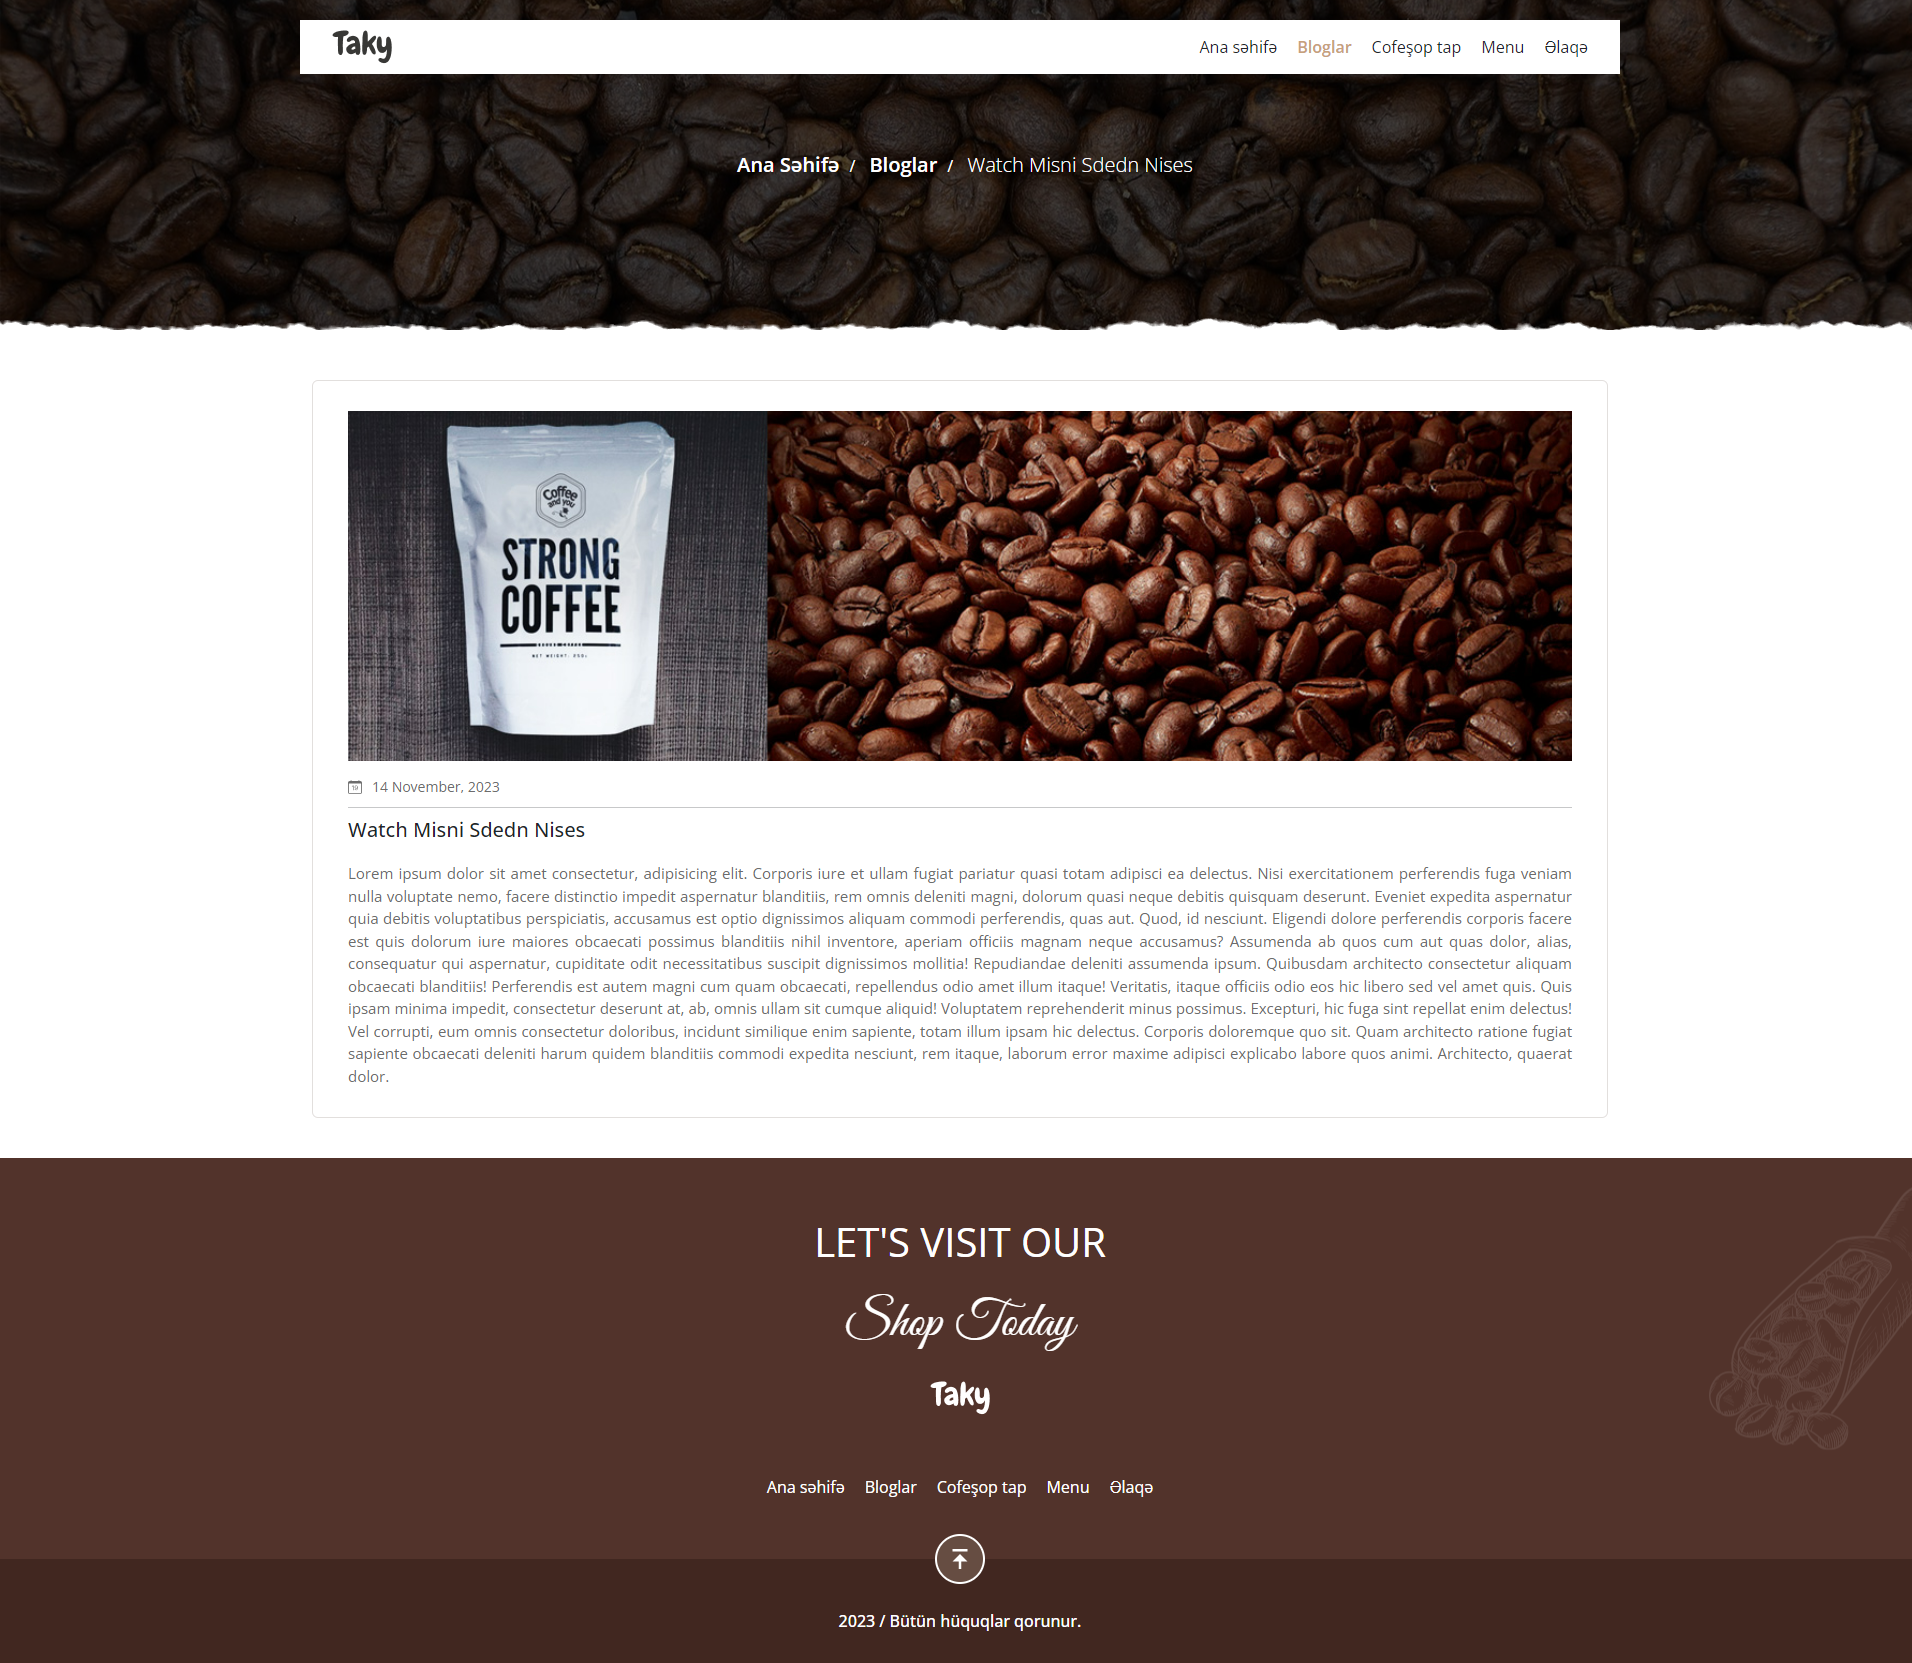 Taky
Ana səhifə Bloglar Cofeşop tap Menu Əlaqə
Ana Səhifə / Bloglar / Watch Misni Sdedn Nises
Coffee
and you
STRONG
COFFEE
GROUND COFFEE
NET WEIGHT: 250g
14 November, 2023
Watch Misni Sdedn Nises
Lorem ipsum dolor sit amet consectetur, adipisicing elit. Corporis iure et ullam fugiat pariatur quasi totam adipisci ea delectus. Nisi exercitationem perferendis fuga veniam
nulla voluptate nemo, facere distinctio impedit aspernatur blanditiis, rem omnis deleniti magni, dolorum quasi neque debitis quisquam deserunt. Eveniet expedita aspernatur
quia debitis voluptatibus perspiciatis, accusamus est optio dignissimos aliquam commodi perferendis, quas aut. Quod, id nesciunt. Eligendi dolore perferendis corporis facere
est quis dolorum iure maiores obcaecati possimus blanditiis nihil inventore, aperiam officiis magnam neque accusamus? Assumenda ab quos cum aut quas dolor, alias,
consequatur qui aspernatur, cupiditate odit necessitatibus suscipit dignissimos mollitia! Repudiandae deleniti assumenda ipsum. Quibusdam architecto consectetur aliquam
obcaecati blanditiis! Perferendis est autem magni cum quam obcaecati, repellendus odio amet illum itaque! Veritatis, itaque officiis odio eos hic libero sed vel amet quis. Quis
ipsam minima impedit, consectetur deserunt at, ab, omnis ullam sit cumque aliquid! Voluptatem reprehenderit minus possimus. Excepturi, hic fuga sint repellat enim delectus!
Vel corrupti, eum omnis consectetur doloribus, incidunt similique enim sapiente, totam illum ipsam hic delectus. Corporis doloremque quo sit. Quam architecto ratione fugiat
sapiente obcaecati deleniti harum quidem blanditiis commodi expedita nesciunt, rem itaque, laborum error maxime adipisci explicabo labore quos animi. Architecto, quaerat
dolor.
LET'S VISIT OUR
Shop Today
Taky
Ana səhifə Bloglar Cofeşop tap Menu Əlaqə
2023 / Bütün hüquqlar qorunur.